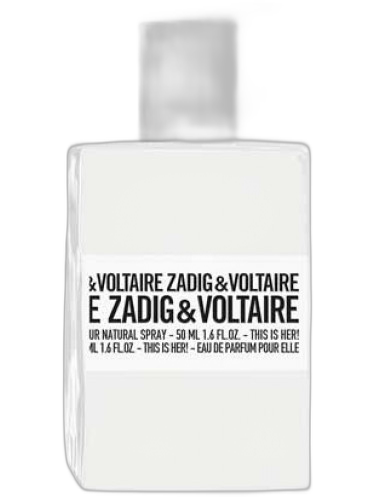 &VOLTAIRE ZADIG&VOLTAIRE
E ZADIG&VOLTAIRE
UR NATURAL SPRAY - 50 ML 1.6 FL.OZ. - THIS IS HER!
ML 1.6 FL.OZ. - THIS IS HER! - EAU DE PARFUM POUR ELLE